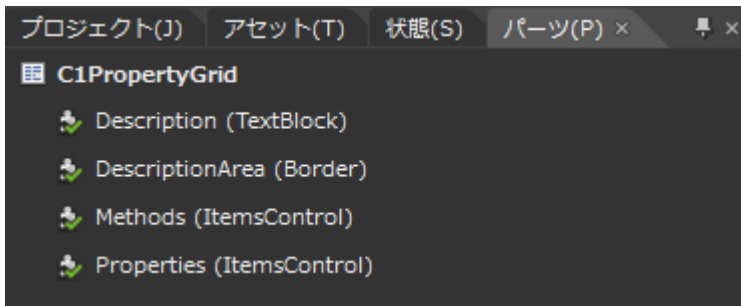 プロジェクト(J) アセット(T) 状態(S) パーツ(P)
C1PropertyGrid
Description (TextBlock)
DescriptionArea (Border)
Methods (ItemsControl)
Properties (ItemsControl)